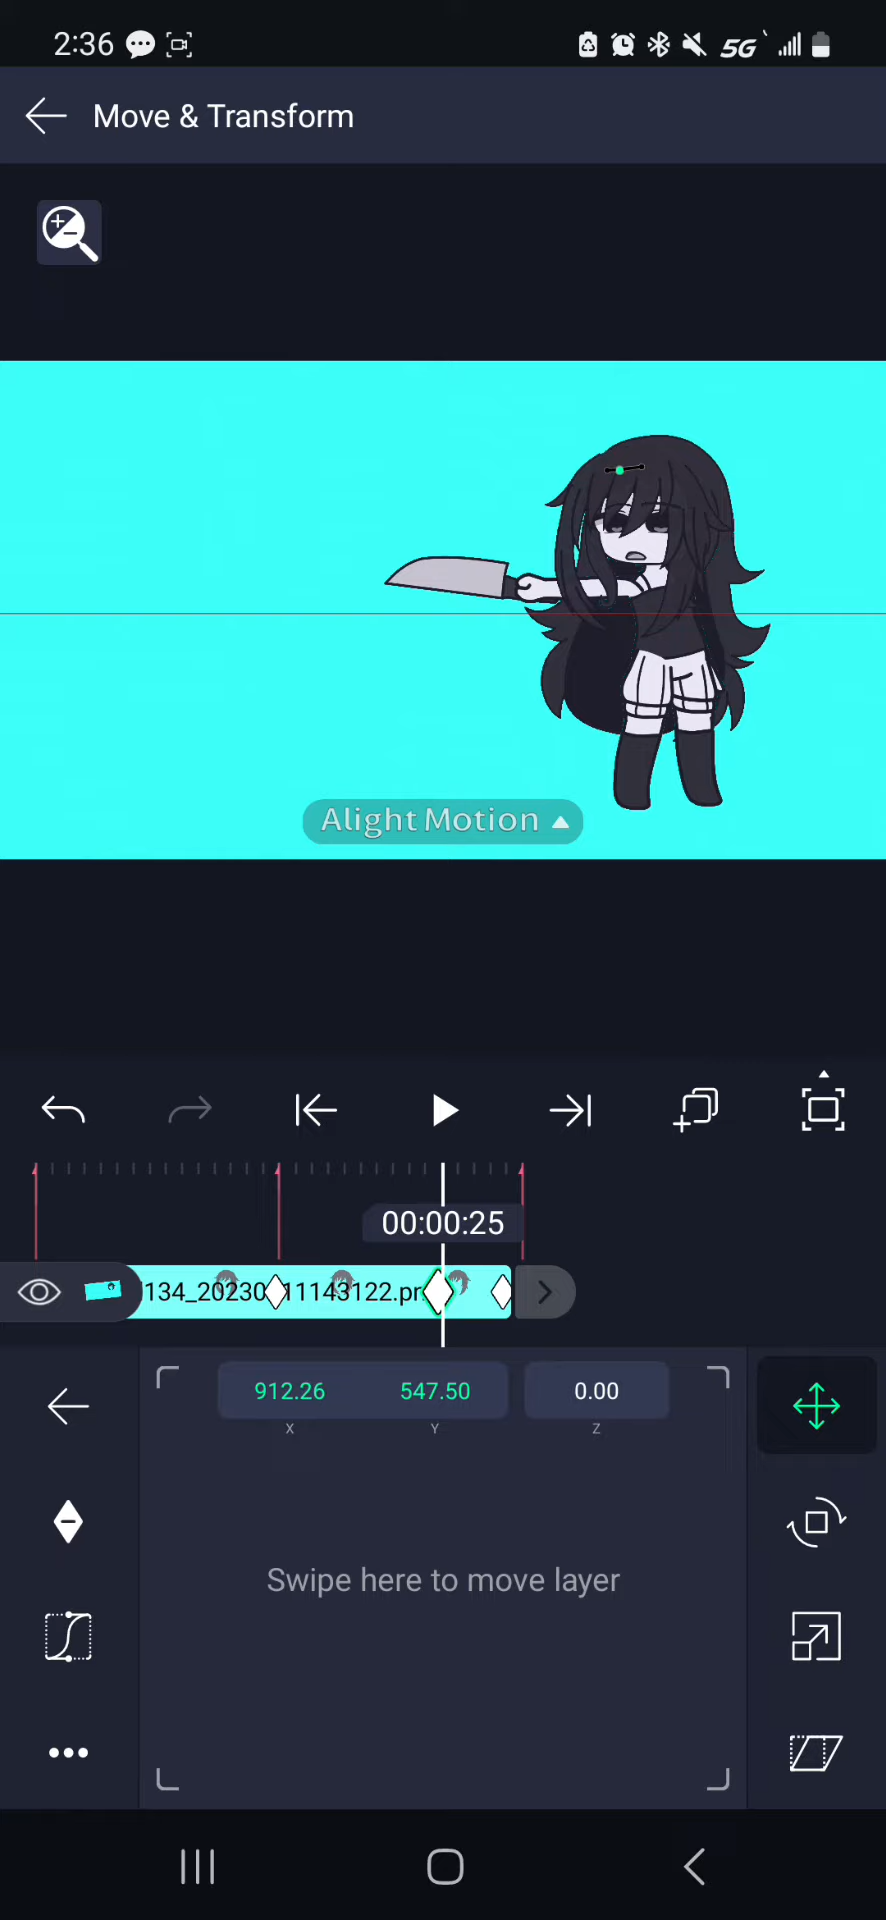 2:36 5G
Move & Transform
Alight Motion
00:00:25
134_20230 11143122.pr
912.26 547.50 0.00
X Y Z
Swipe here to move layer